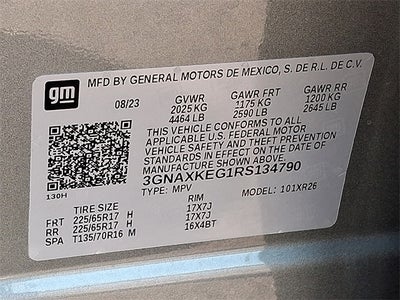 gm
MFD BY GENERAL MOTORS DE MEXICO, S. DE R.L. DE C.V.
08/23 GVWR GAWR FRT GAWR RR
2025 KG 1175 KG 1200 KG
4464 LB 2590 LB 2645 LB
THIS VEHICLE CONFORMS TO ALL
APPLICABLE U.S. FEDERAL MOTOR
VEHICLE SAFETY AND THEFT PREVENTION
STANDARDS IN EFFECT ON THE DATE OF
MANUFACTURE SHOWN ABOVE.
3GNAXKEG1RS134790
130H TYPE: MPV MODEL: 101XR26
TIRE SIZE RIM
FRT 225/65R17 H 17X7J
RR 225/65R17 H 17X7J
SPA T135/70R16 M 16X4BT